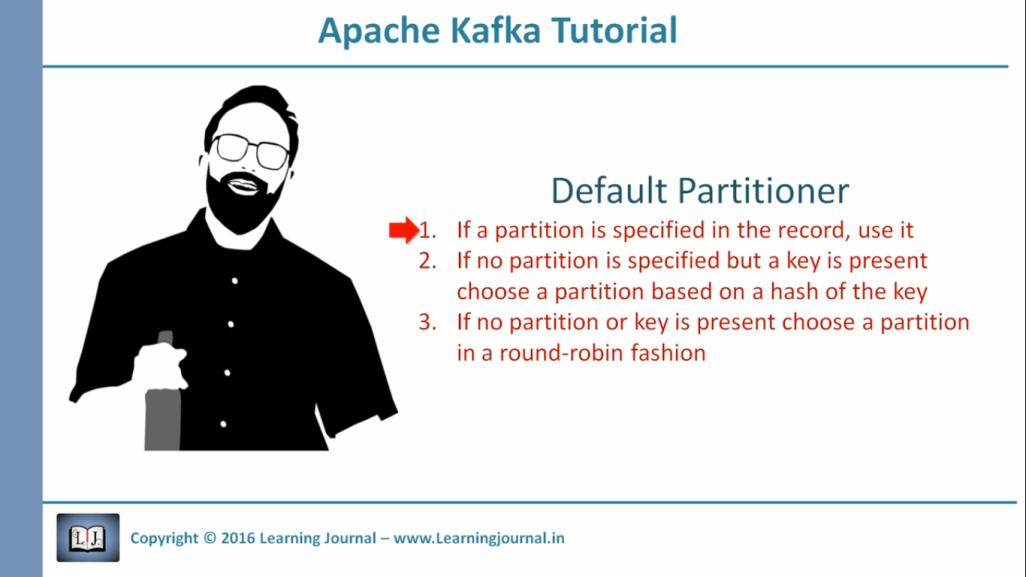 Apache Kafka Tutorial
Default Partitioner
1. If a partition is specified in the record, use it
2. If no partition is specified but a key is present
choose a partition based on a hash of the key
3. If no partition or key is present choose a partition
in a round-robin fashion
L J
Copyright © 2016 Learning Journal – www.Learningjournal.in